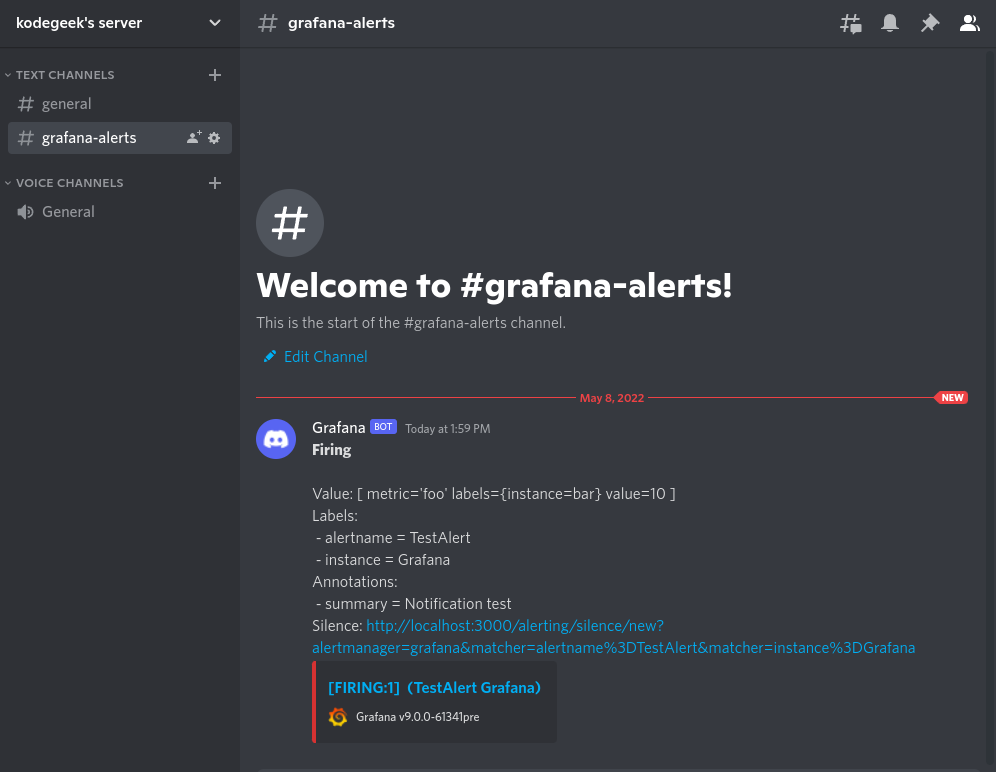 kodegeek's server
TEXT CHANNELS
general
grafana-alerts
VOICE CHANNELS
General
# grafana-alerts
#
Welcome to #grafana-alerts!
This is the start of the #grafana-alerts channel.
Edit Channel
May 8, 2022 NEW
Grafana BOT Today at 1:59 PM
Firing
Value: [ metric='foo' labels={instance=bar} value=10 ]
Labels:
- alertname = TestAlert
- instance = Grafana
Annotations:
- summary = Notification test
Silence: http://localhost:3000/alerting/silence/new?
alertmanager=grafana&matcher=alertname%3DTestAlert&matcher=instance%3DGrafana
[FIRING:1] (TestAlert Grafana)
Grafana v9.0.0-61341pre